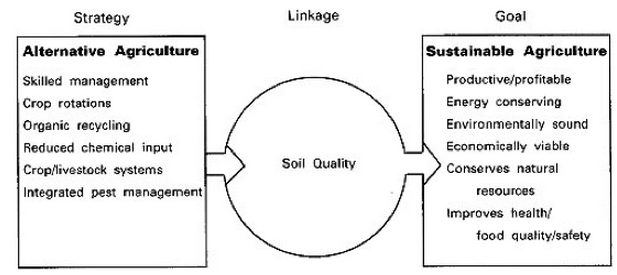 Strategy
Linkage
Goal
Alternative Agriculture
Skilled management
Crop rotations
Organic recycling
Reduced chemical input
Crop/livestock systems
Integrated pest management
Soil Quality
Sustainable Agriculture
Productive/profitable
Energy conserving
Environmentally sound
Economically viable
Conserves natural
resources
Improves health/
food quality/safety